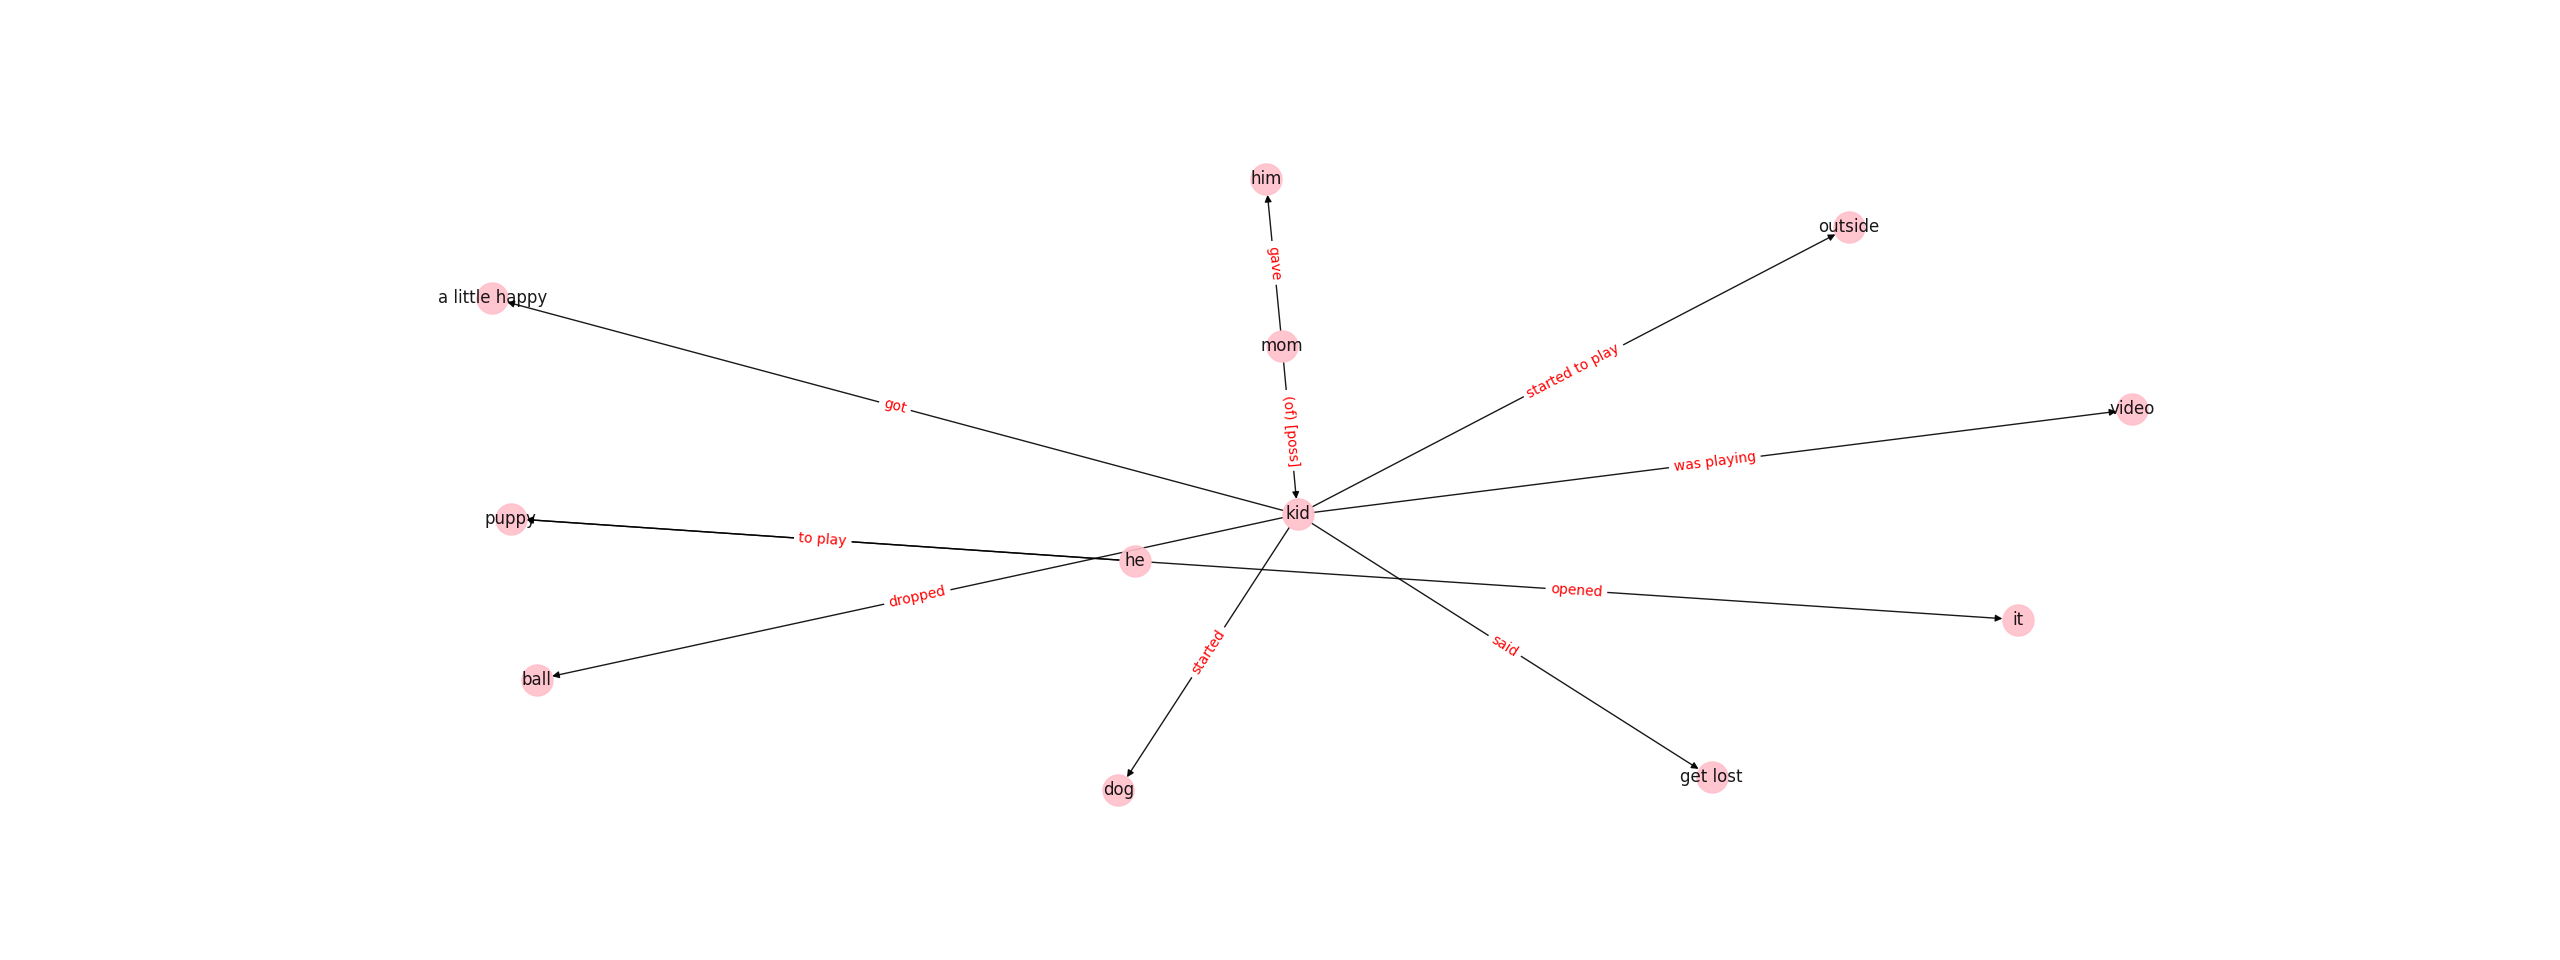 him
outside
gave
a little happy
mom
started to play
got
video
(of) [poss]
was playing
kid
puppy
to play
he
opened
dropped
it
said
started
ball
get lost
dog